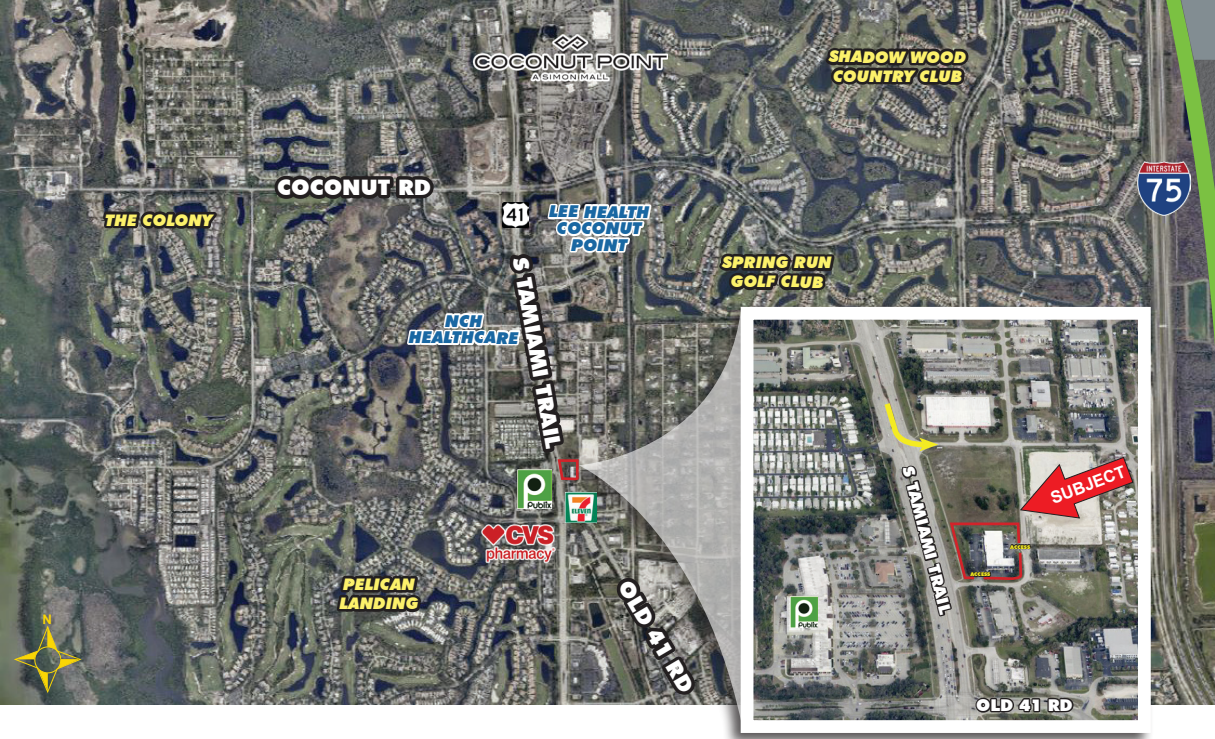 COCONUT POINT
A SIMON MALL
SHADOW WOOD
COUNTRY CLUB
INTERSTATE
75
COCONUT RD
THE COLONY
41
LEE HEALTH
COCONUT
POINT
SPRING RUN
GOLF CLUB
NCH
HEALTHCARE
S TAMIAMI TRAIL
Publix
7
ELEVEN
CVS
pharmacy
PELICAN
LANDING
OLD 41 RD
N
SUBJECT
S TAMIAMI TRAIL
ACCESS
ACCESS
Publix
OLD 41 RD